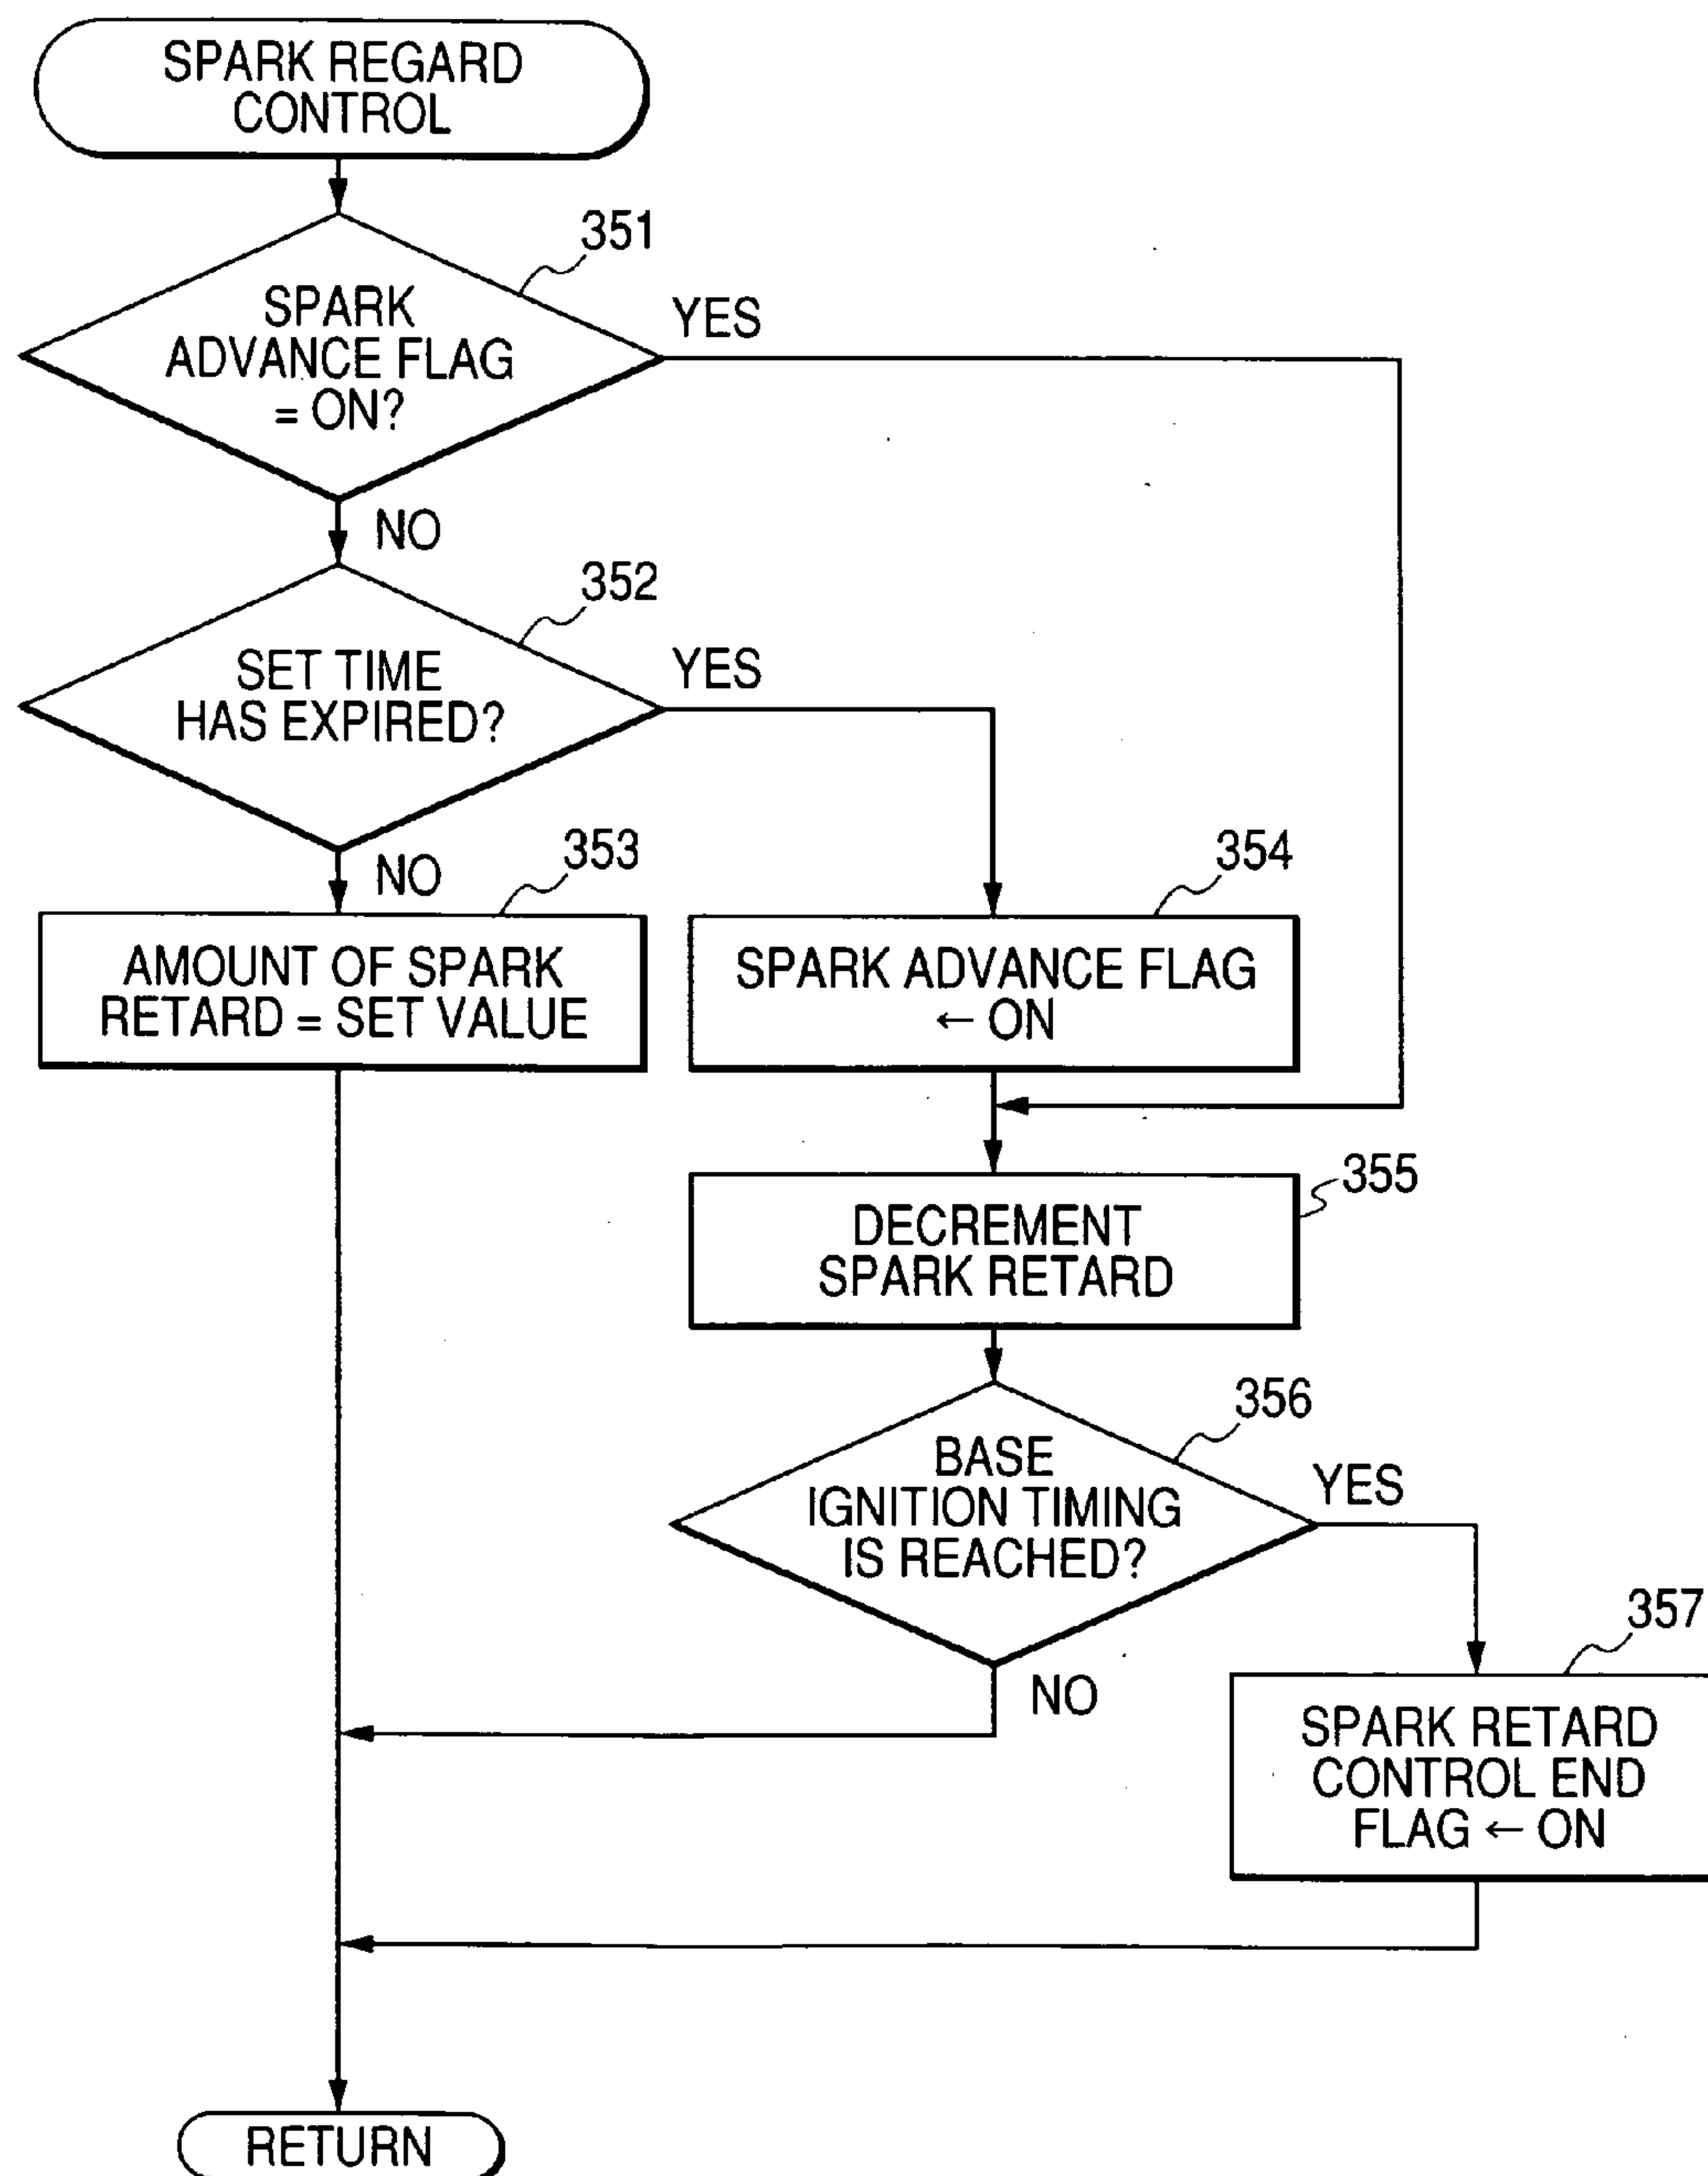 SPARK REGARD
CONTROL
351
SPARK
ADVANCE FLAG
= ON?
YES
NO
352
SET TIME
HAS EXPIRED?
YES
NO
353
AMOUNT OF SPARK
RETARD = SET VALUE
354
SPARK ADVANCE FLAG
← ON
355
DECREMENT
SPARK RETARD
356
BASE
IGNITION TIMING
IS REACHED?
YES
NO
357
SPARK RETARD
CONTROL END
FLAG ← ON
RETURN